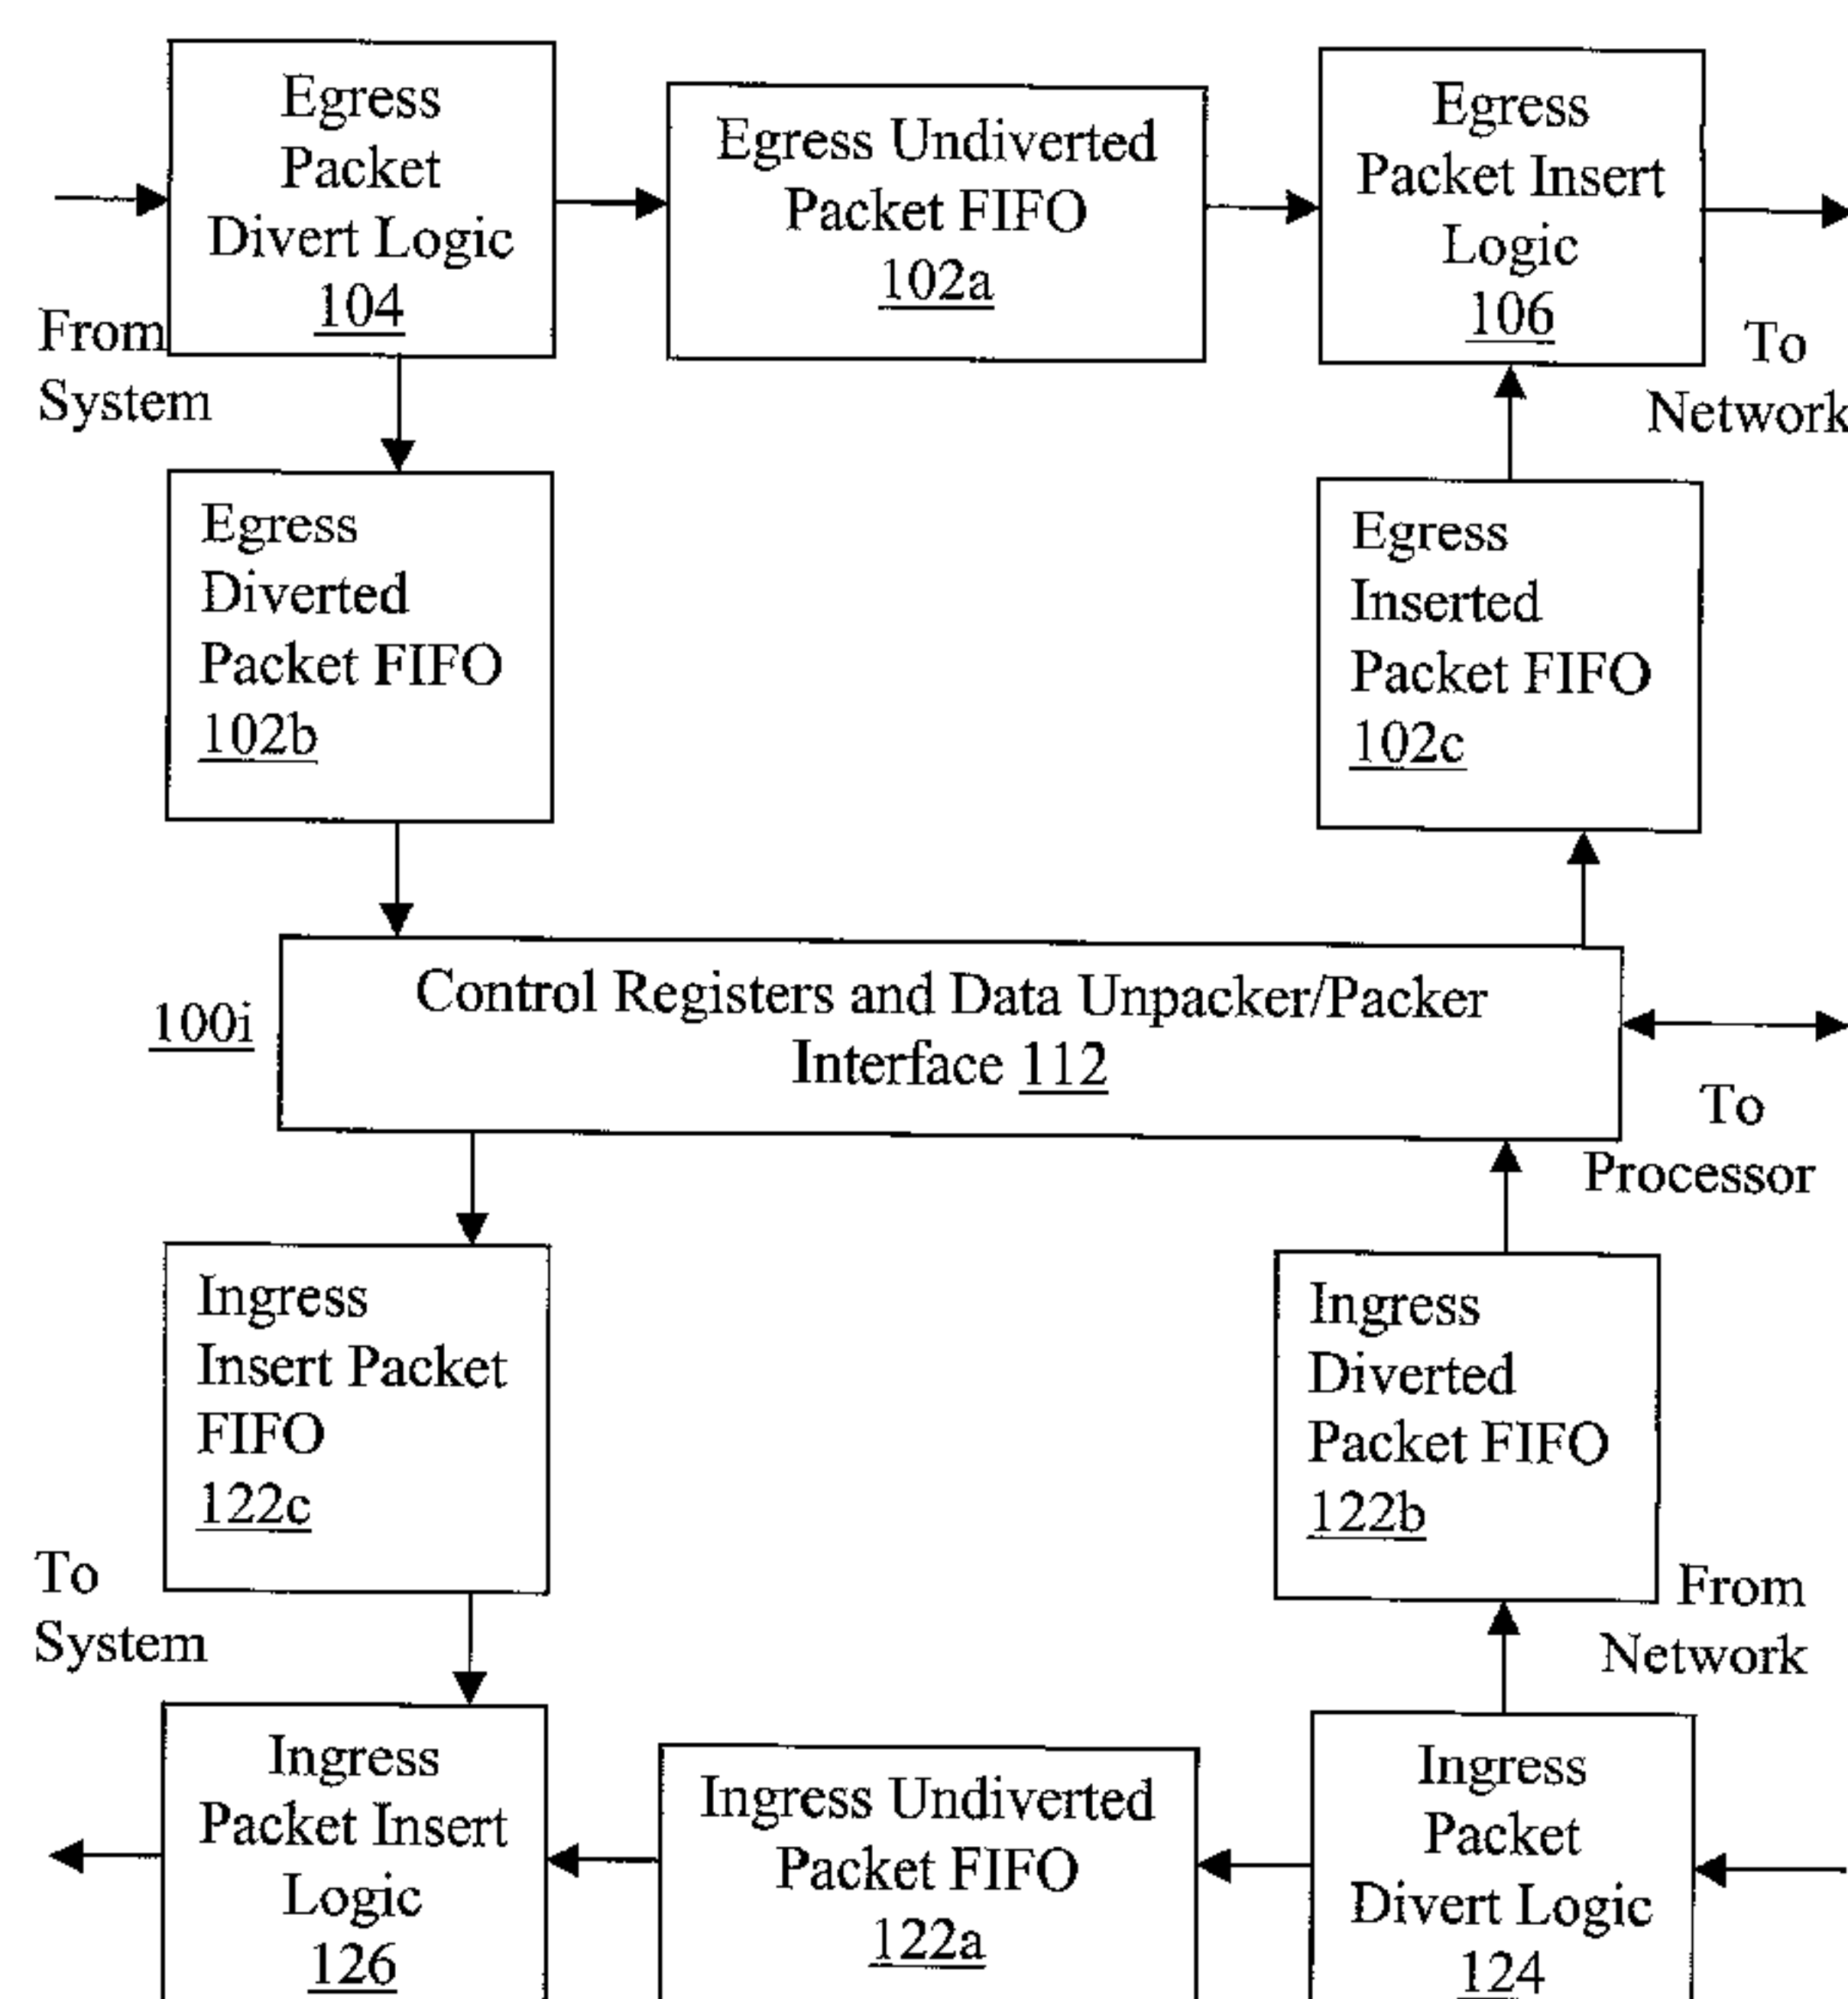 Egress
Packet
Divert Logic
104
Egress Undiverted
Packet FIFO
102a
Egress
Packet Insert
Logic
106
From
System
To
Network
Egress
Diverted
Packet FIFO
102b
Egress
Inserted
Packet FIFO
102c
100i
Control Registers and Data Unpacker/Packer
Interface 112
To
Processor
Ingress
Insert Packet
FIFO
122c
Ingress
Diverted
Packet FIFO
122b
To
System
From
Network
Ingress
Packet Insert
Logic
126
Ingress Undiverted
Packet FIFO
122a
Ingress
Packet
Divert Logic
124